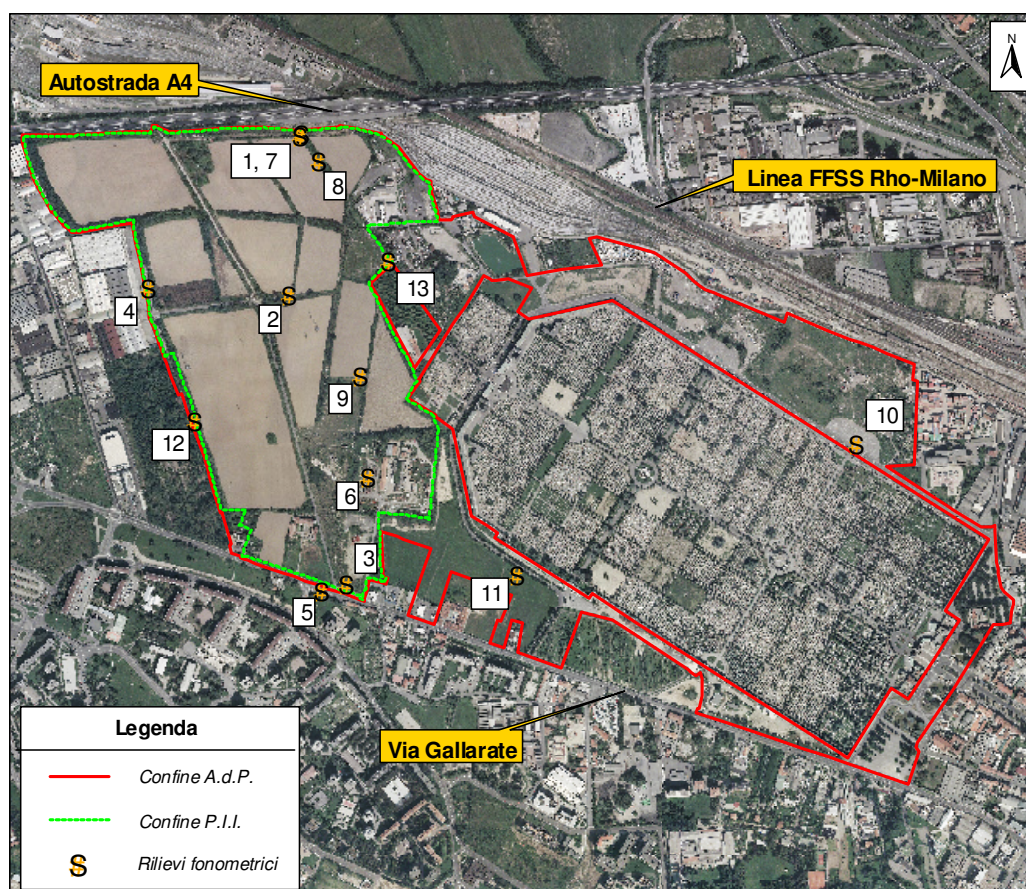 N
Autostrada A4
1, 7
8
Linea FFSS Rho-Milano
13
4
2
9
10
12
6
3
11
5
Via Gallarate
Legenda
Confine A.d.P.
Confine P.I.I.
S Rilievi fonometrici